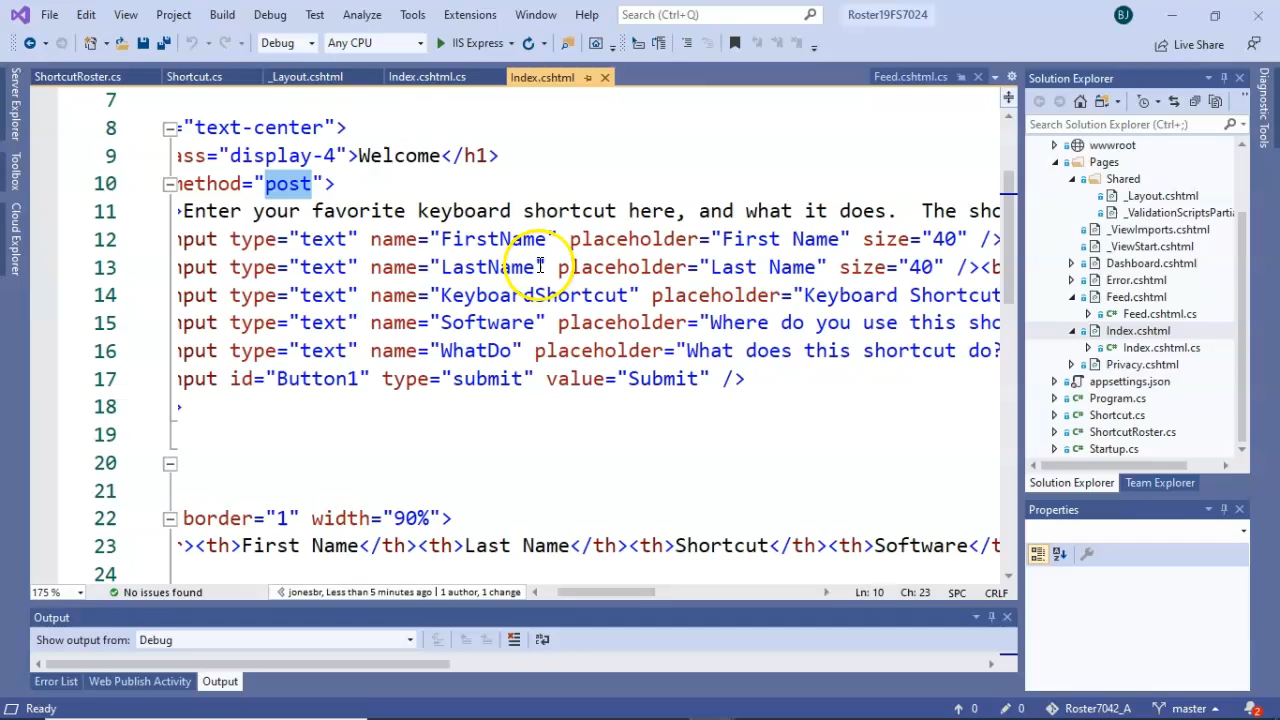 File Edit View Project Build Debug Test Analyze Tools Extensions Window Help Search (Ctrl+Q) Roster19FS7024 BJ
Debug Any CPU IIS Express Live Share
ShortcutRoster.cs Shortcut.cs _Layout.cshtml Index.cshtml.cs Index.cshtml Feed.cshtml.cs
Server Explorer
Toolbox
Cloud Explorer
7
8 ="text-center">
9 ass="display-4">Welcome</h1>
10 method="post">
11 >Enter your favorite keyboard shortcut here, and what it does.  The sho
12 nput type="text" name="FirstName" placeholder="First Name" size="40" />
13 nput type="text" name="LastName" placeholder="Last Name" size="40" /><b
14 nput type="text" name="KeyboardShortcut" placeholder="Keyboard Shortcut
15 nput type="text" name="Software" placeholder="Where do you use this sho
16 nput type="text" name="WhatDo" placeholder="What does this shortcut do?
17 nput id="Button1" type="submit" value="Submit" />
18 >
19
20
21
22 border="1" width="90%">
23 ><th>First Name</th><th>Last Name</th><th>Shortcut</th><th>Software</t
24
175 % No issues found jonesbr, Less than 5 minutes ago | 1 author, 1 change Ln: 10 Ch: 23 SPC CRLF
Output
Show output from: Debug
Error List Web Publish Activity Output
Solution Explorer
Search Solution Explorer (Ctrl+;)
wwwroot
Pages
Shared
_Layout.cshtml
_ValidationScriptsParti
_ViewImports.cshtml
_ViewStart.cshtml
Dashboard.cshtml
Error.cshtml
Feed.cshtml
Feed.cshtml.cs
Index.cshtml
Index.cshtml.cs
Privacy.cshtml
appsettings.json
Program.cs
Shortcut.cs
ShortcutRoster.cs
Startup.cs
Solution Explorer Team Explorer
Properties
Diagnostic Tools
Ready 0 0 Roster7042_A master 2